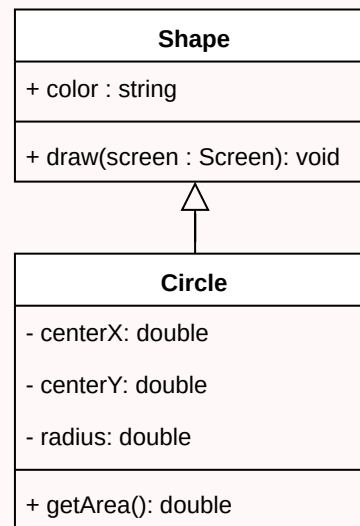 Shape
+ color : string
+ draw(screen : Screen): void
Circle
- centerX: double
- centerY: double
- radius: double
+ getArea(): double